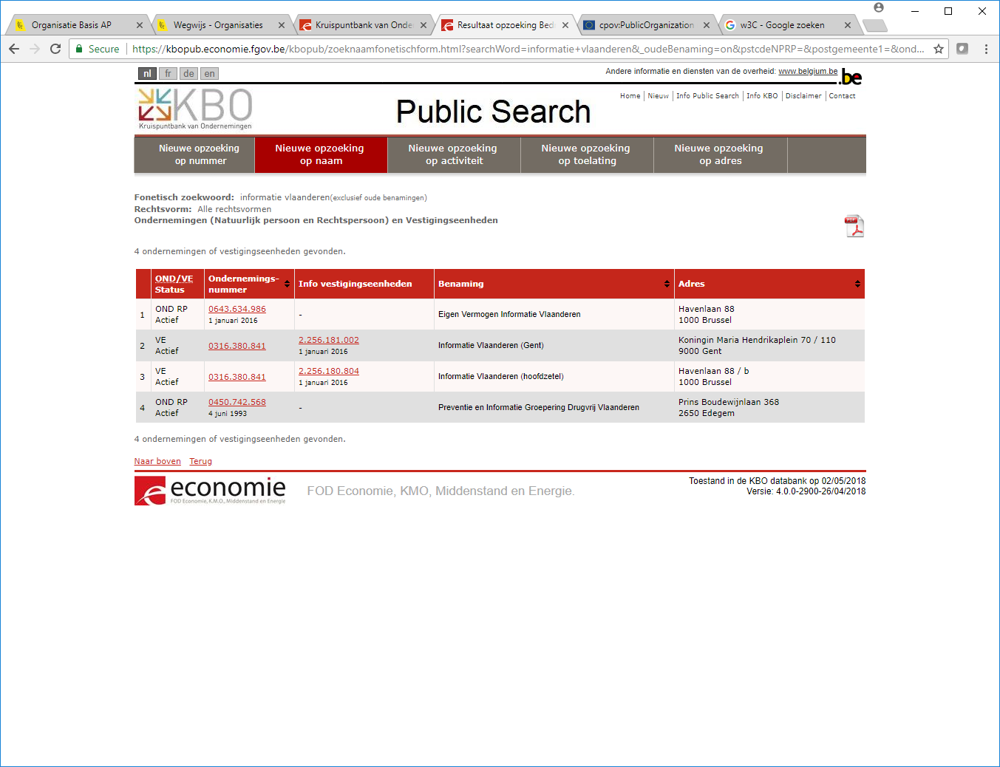 Organisatie Basis AP
Wegwijs - Organisaties
Kruispuntbank van Onde
Resultaat opzoeking Bed
cpov:PublicOrganization
w3C - Google zoeken
Secure
https://kbopub.economie.fgov.be/kbopub/zoeknaamfonetischform.html?searchWord=informatie+vlaanderen&_oudeBenaming=on&pstcdeNPRP=&postgemeente1=&ond...
nl fr de en
Andere informatie en diensten van de overheid: www.belgium.be
.be
KBO
Kruispuntbank van Ondernemingen
Public Search
Home | Nieuw | Info Public Search | Info KBO | Disclaimer | Contact
Nieuwe opzoeking
op nummer
Nieuwe opzoeking
op naam
Nieuwe opzoeking
op activiteit
Nieuwe opzoeking
op toelating
Nieuwe opzoeking
op adres
Fonetisch zoekwoord: informatie vlaanderen(exclusief oude benamingen)
Rechtsvorm: Alle rechtsvormen
Ondernemingen (Natuurlijk persoon en Rechtspersoon) en Vestigingseenheden
PDF
4 ondernemingen of vestigingseenheden gevonden.
OND/VE
Status
Ondernemings-
nummer
Info vestigingseenheden
Benaming
Adres
1
OND RP
Actief
0643.634.986
1 januari 2016
-
Eigen Vermogen Informatie Vlaanderen
Havenlaan 88
1000 Brussel
2
VE
Actief
0316.380.841
2.256.181.002
1 januari 2016
Informatie Vlaanderen (Gent)
Koningin Maria Hendrikaplein 70 / 110
9000 Gent
3
VE
Actief
0316.380.841
2.256.180.804
1 januari 2016
Informatie Vlaanderen (hoofdzetel)
Havenlaan 88 / b
1000 Brussel
4
OND RP
Actief
0450.742.568
4 juni 1993
-
Preventie en Informatie Groepering Drugvrij Vlaanderen
Prins Boudewijnlaan 368
2650 Edegem
4 ondernemingen of vestigingseenheden gevonden.
Naar boven Terug
economie
FOD Economie, K.M.O., Middenstand en Energie
FOD Economie, KMO, Middenstand en Energie.
Toestand in de KBO databank op 02/05/2018
Versie: 4.0.0-2900-26/04/2018